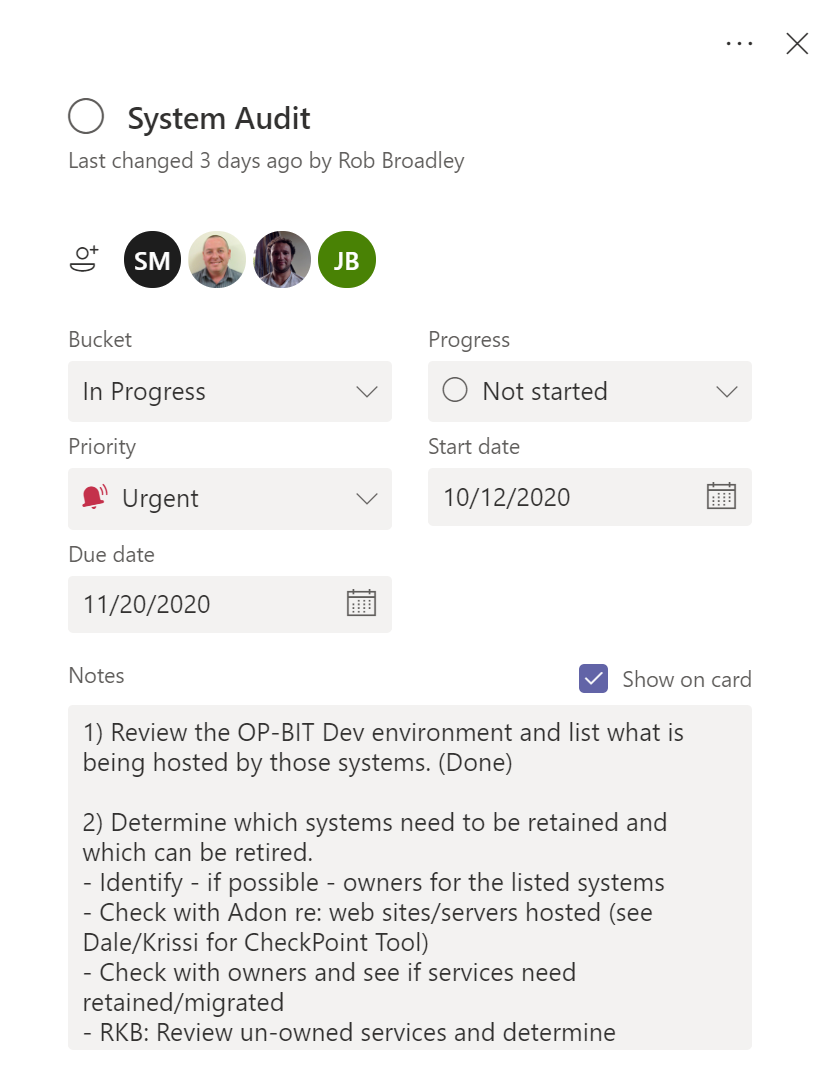 System Audit
Last changed 3 days ago by Rob Broadley
SM
JB
Bucket
Progress
In Progress
Not started
Priority
Start date
Urgent
10/12/2020
Due date
11/20/2020
Notes
Show on card
1) Review the OP-BIT Dev environment and list what is
being hosted by those systems. (Done)
2) Determine which systems need to be retained and
which can be retired.
- Identify - if possible - owners for the listed systems
- Check with Adon re: web sites/servers hosted (see
Dale/Krissi for CheckPoint Tool)
- Check with owners and see if services need
retained/migrated
- RKB: Review un-owned services and determine